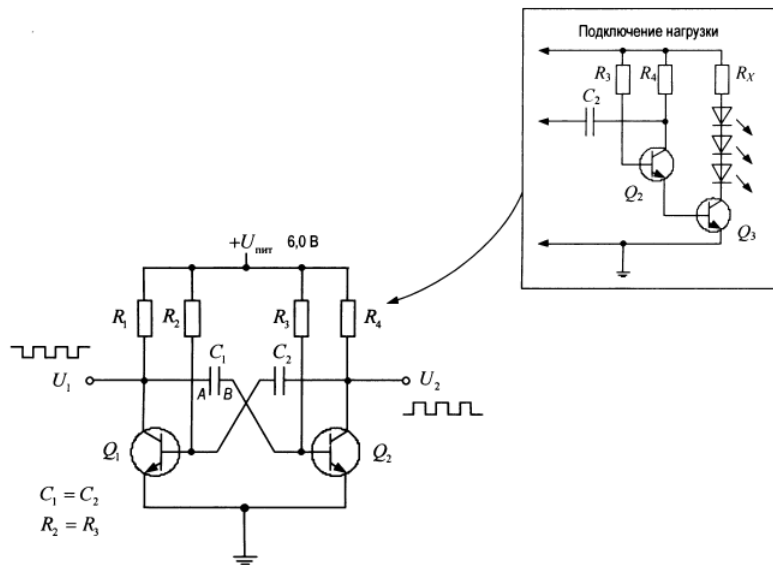 Подключение нагрузки
R3 R4 RX
C2
Q2
Q3
+Uпит 6,0 В
R1 R2 R3 R4
C1 C2
U1 A B U2
Q1 Q2
C1 = C2
R2 = R3